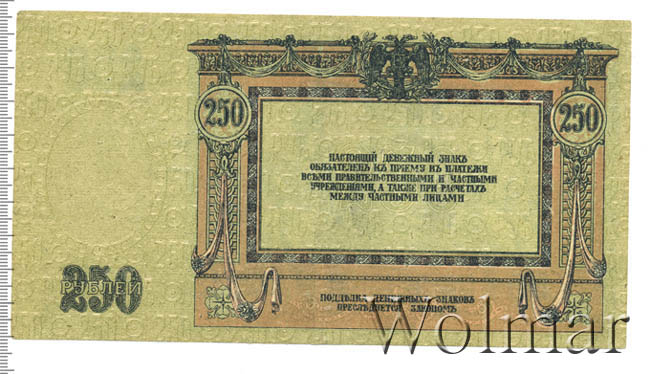 250
250
НАСТОЯЩІЙ ДЕНЕЖНЫЙ ЗНАКЪ
ОБЯЗАТЕЛЕНЪ КЪ ПРІЕМУ КЪ ПЛАТЕЖИ
ВСѢМИ ПРАВИТЕЛЬСТВЕННЫМИ И ЧАСТНЫМИ
УЧРЕЖДЕНІЯМИ, А ТАКЖЕ ПРИ РАСЧЕТАХЪ
МЕЖДУ ЧАСТНЫМИ ЛИЦАМИ
250
РУБЛЕЙ
ПОДДѢЛКА ДЕНЕЖНЫХЪ ЗНАКОВЪ
ПРЕСЛѢДУЕТСЯ ЗАКОНОМЪ
Wolmar